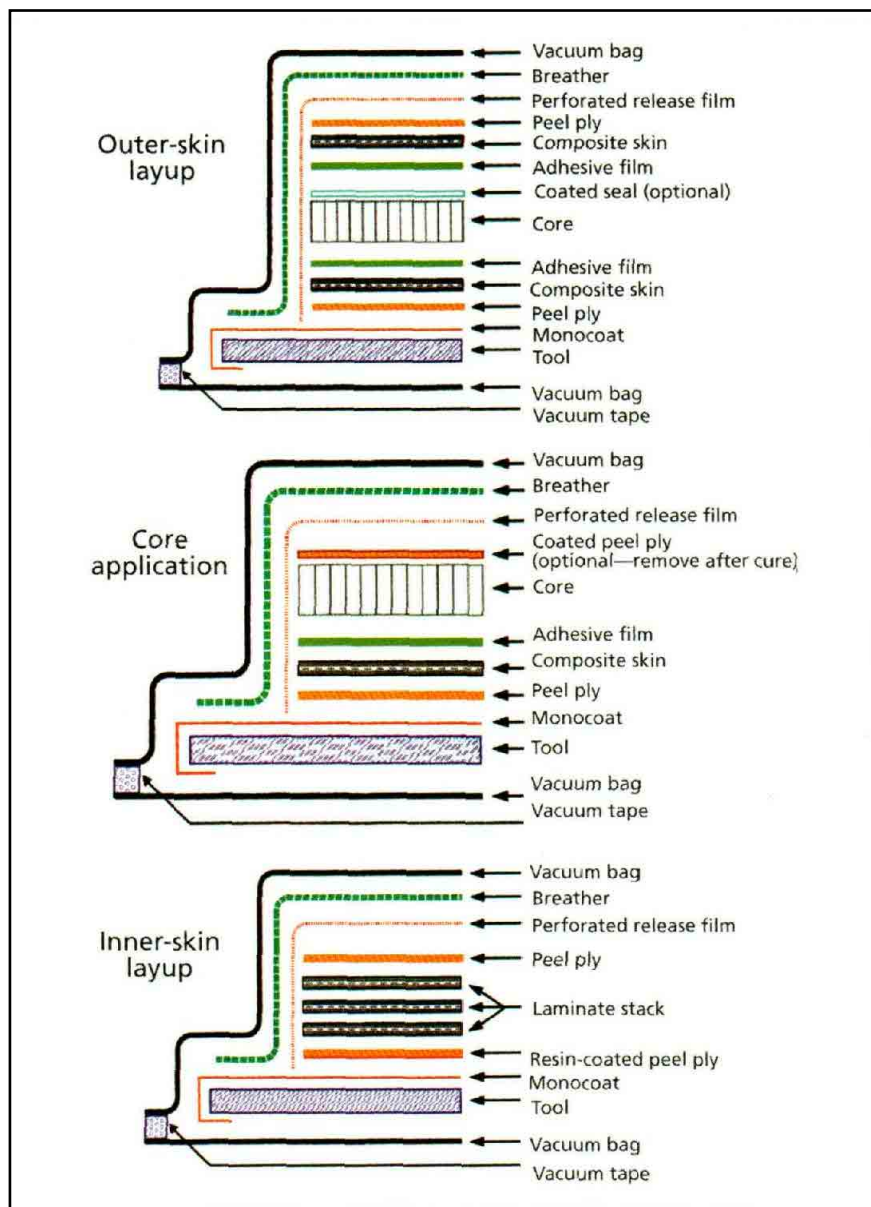 Outer-skin
layup
Vacuum bag
Breather
Perforated release film
Peel ply
Composite skin
Adhesive film
Coated seal (optional)
Core
Adhesive film
Composite skin
Peel ply
Monocoat
Tool
Vacuum bag
Vacuum tape
Core
application
Vacuum bag
Breather
Perforated release film
Coated peel ply
(optional—remove after cure)
Core
Adhesive film
Composite skin
Peel ply
Monocoat
Tool
Vacuum bag
Vacuum tape
Inner-skin
layup
Vacuum bag
Breather
Perforated release film
Peel ply
Laminate stack
Resin-coated peel ply
Monocoat
Tool
Vacuum bag
Vacuum tape